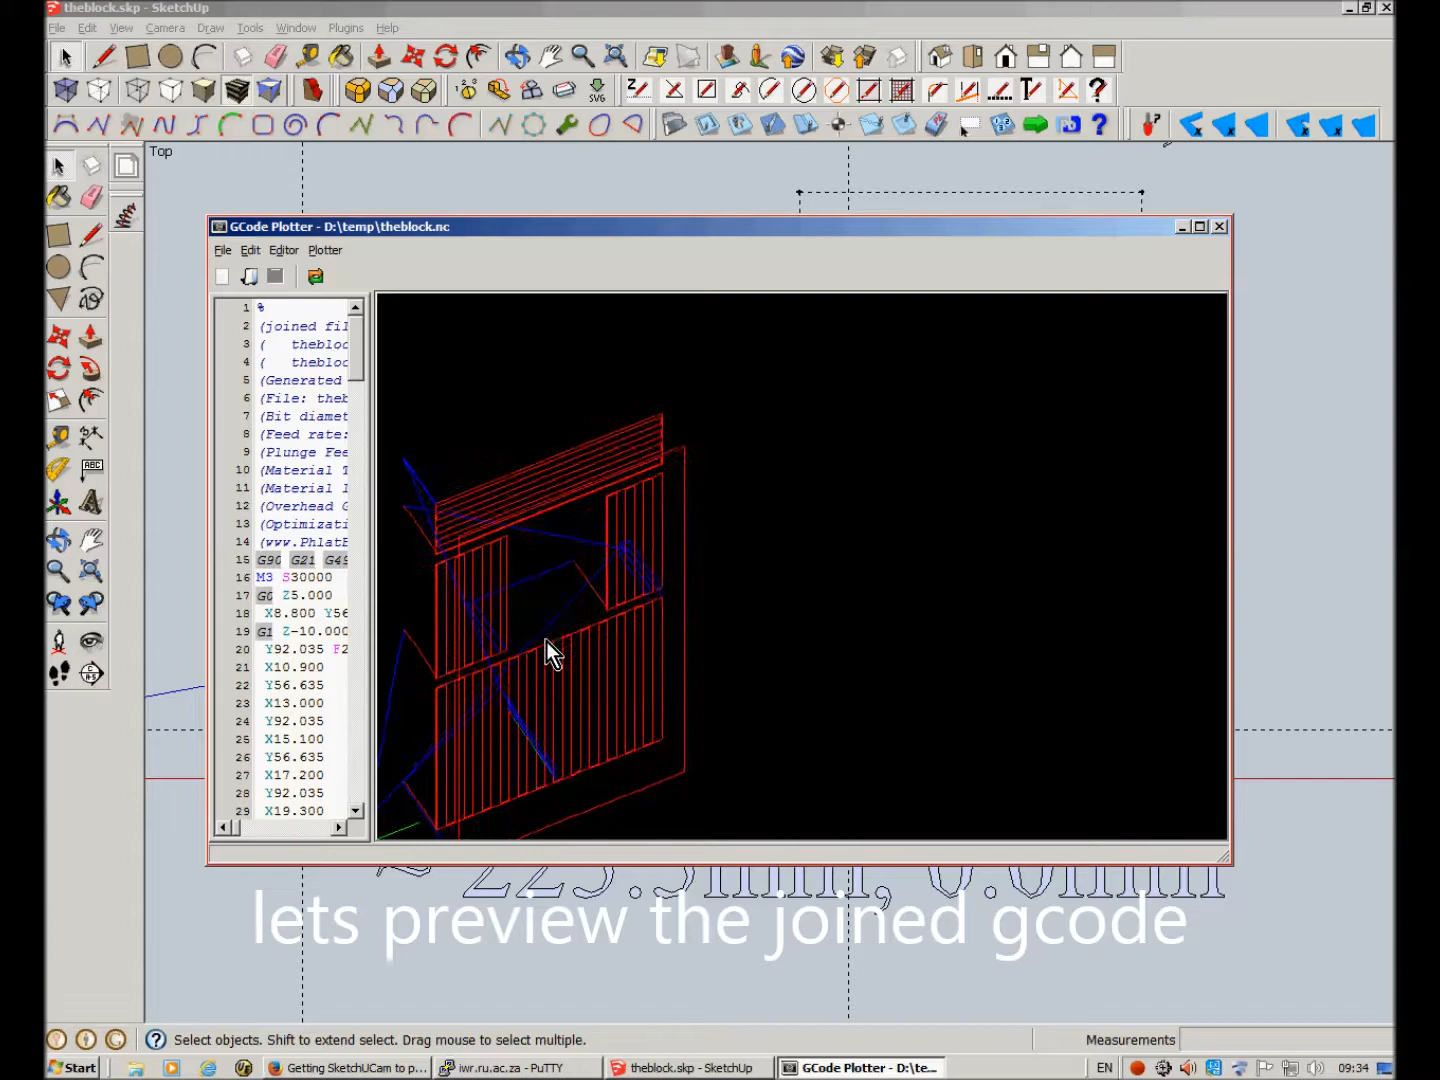 theblock.skp - SketchUp
File Edit View Camera Draw Tools Window Plugins Help
SVG
Top
GCode Plotter - D:\temp\theblock.nc
File Edit Editor Plotter
1 %
2 (joined fil
3 ( thebloc
4 ( thebloc
5 (Generated
6 (File: theb
7 (Bit diamet
8 (Feed rate:
9 (Plunge Fee
10 (Material T
11 (Material
12 (Overhead G
13 (Optimizati
14 (www.PhlatB
15 G90 G21 G49
16 M3 S30000
17 G0 Z5.000
18 X8.800 Y56
19 G1 Z-10.000
20 Y92.035 F2
21 X10.900
22 Y56.635
23 X13.000
24 Y92.035
25 X15.100
26 Y56.635
27 X17.200
28 Y92.035
29 X19.300
ABC
lets preview the joined gcode
Select objects. Shift to extend select. Drag mouse to select multiple. Measurements
Start Getting SketchUCam to p... iwr.ru.ac.za - PuTTY theblock.skp - SketchUp GCode Plotter - D:\te... EN 09:34